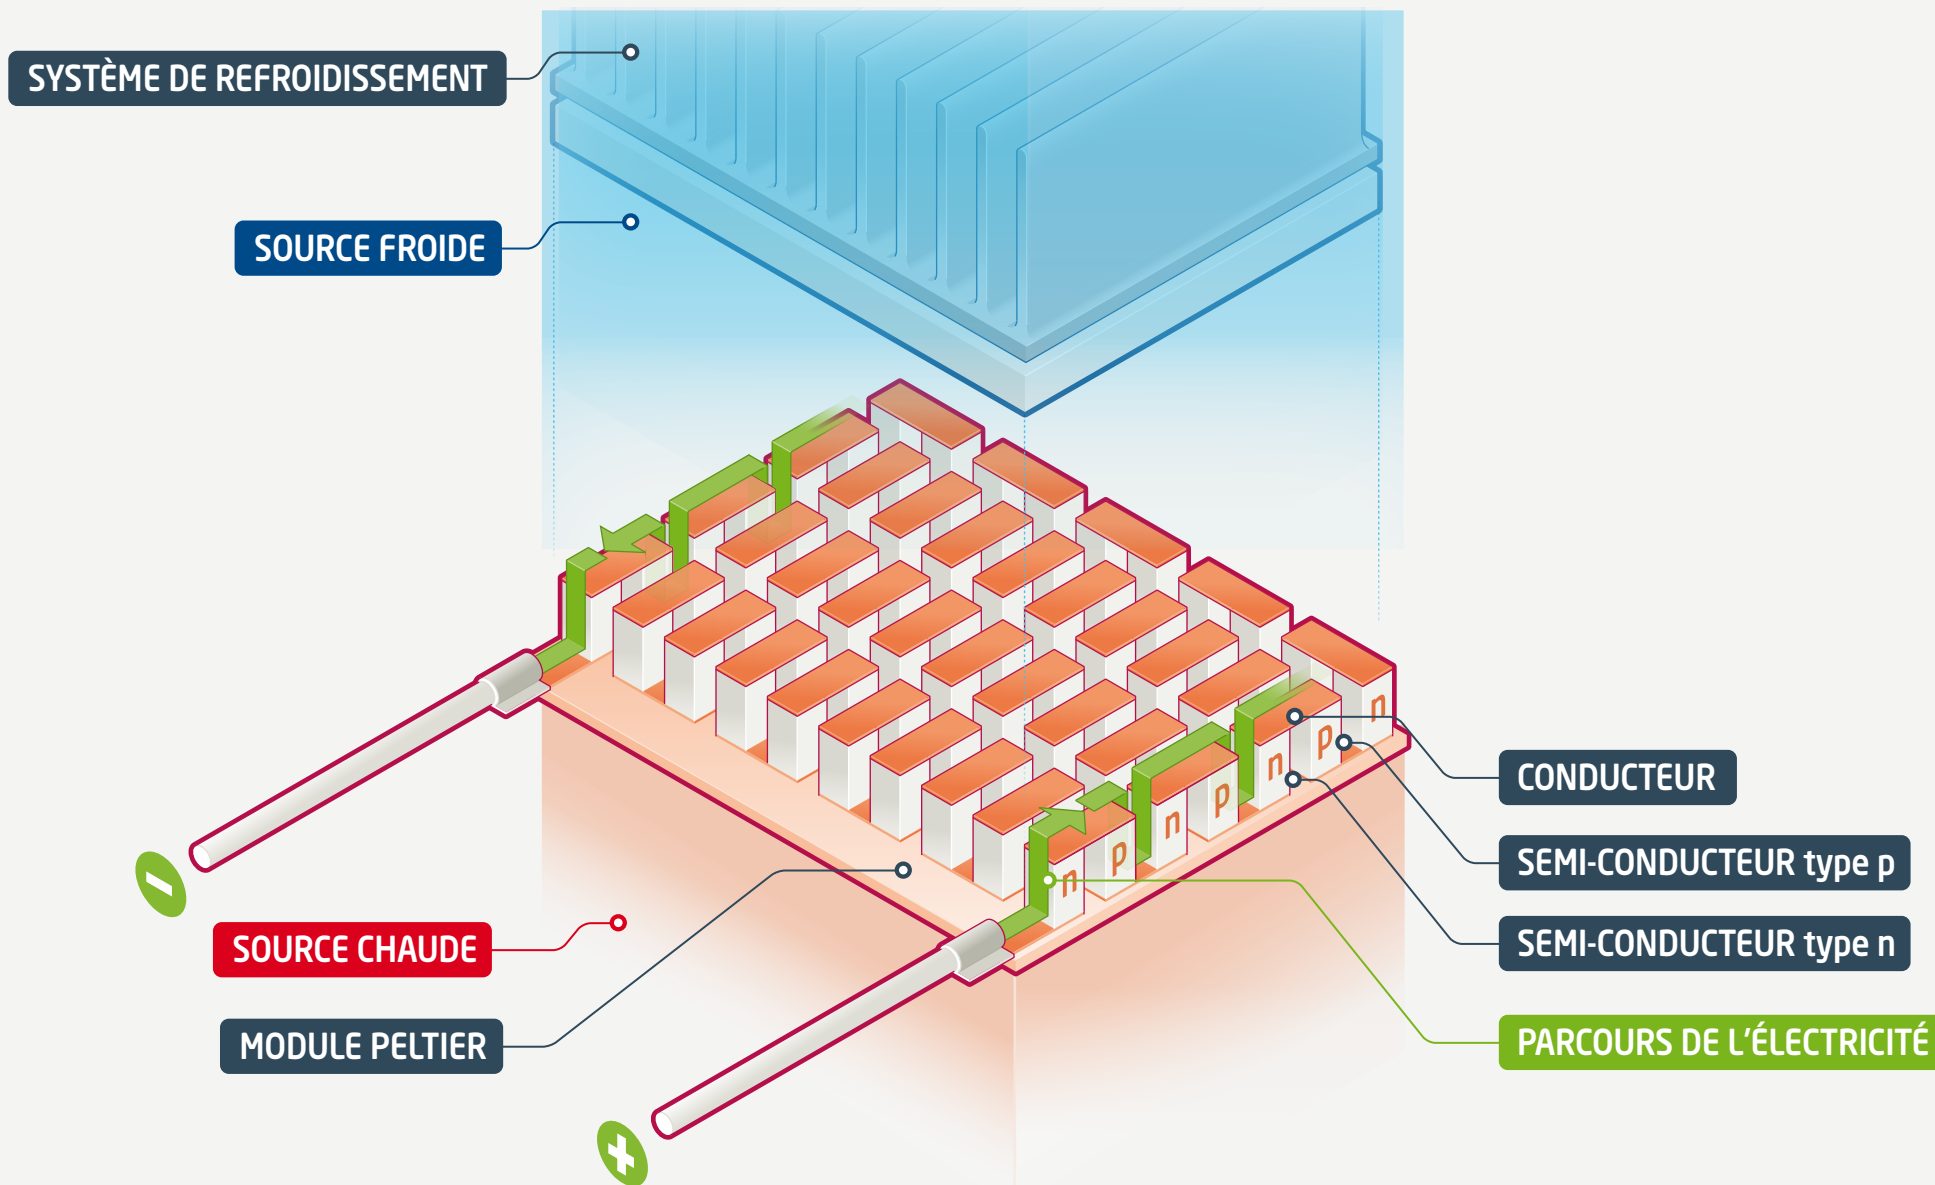 SYSTÈME DE REFROIDISSEMENT
SOURCE FROIDE
n
p
n
p
n
p
n
CONDUCTEUR
SEMI-CONDUCTEUR type p
SEMI-CONDUCTEUR type n
PARCOURS DE L'ÉLECTRICITÉ
−
SOURCE CHAUDE
MODULE PELTIER
+